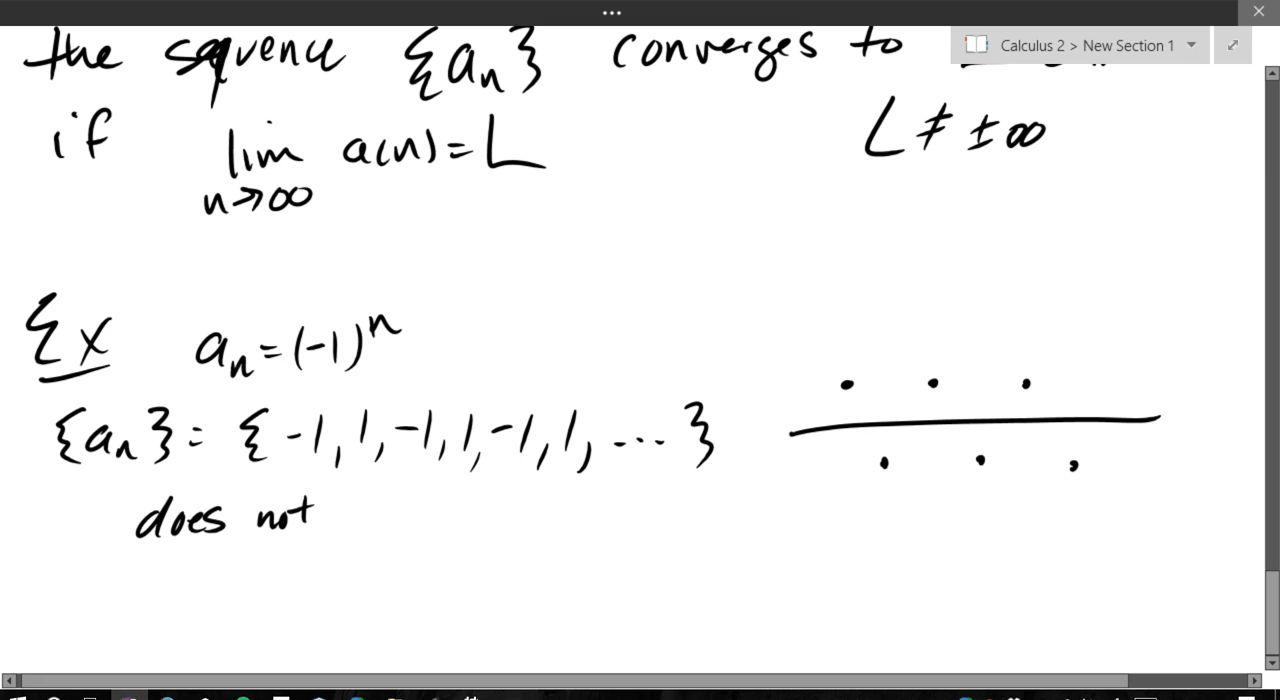 •••
Calculus 2 > New Section 1
the sequence {aₙ} converges to
if lim a(n) = L L ≠ ±∞
n→∞
Ex aₙ = (-1)ⁿ
{aₙ} = { -1, 1, -1, 1, -1, 1, ... }
does not